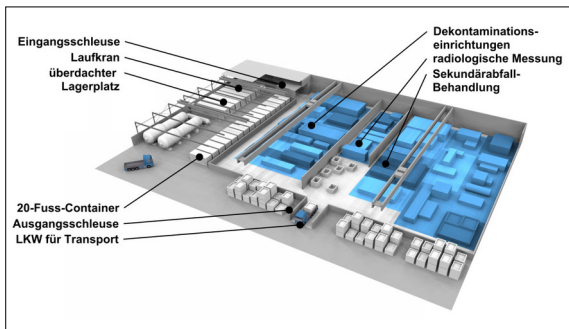 Eingangsschleuse
Laufkran
überdachter
Lagerplatz
Dekontaminations-
einrichtungen
radiologische Messung
Sekundärabfall-
Behandlung
20-Fuss-Container
Ausgangsschleuse
LKW für Transport